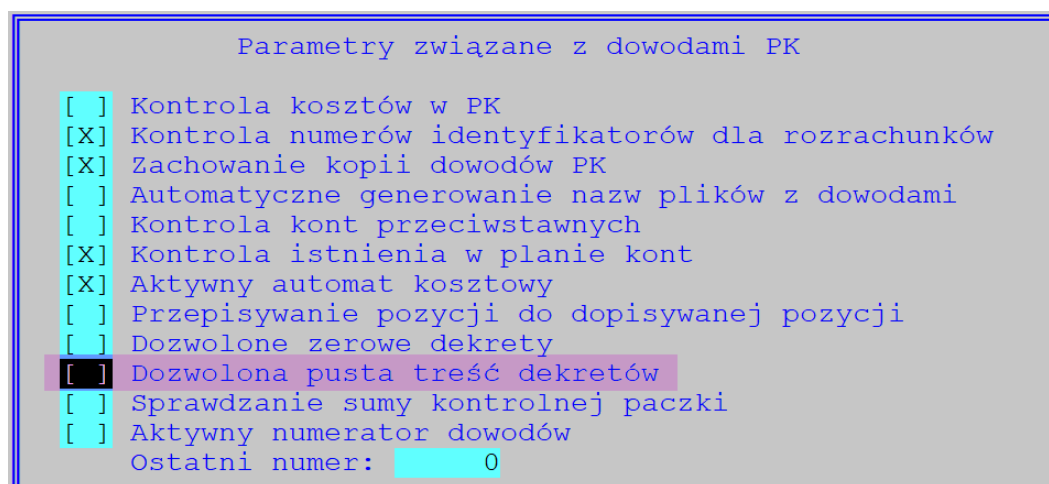 Parametry związane z dowodami PK
[ ] Kontrola kosztów w PK
[X] Kontrola numerów identyfikatorów dla rozrachunków
[X] Zachowanie kopii dowodów PK
[ ] Automatyczne generowanie nazw plików z dowodami
[ ] Kontrola kont przeciwstawnych
[X] Kontrola istnienia w planie kont
[X] Aktywny automat kosztowy
[ ] Przepisywanie pozycji do dopisywanej pozycji
[ ] Dozwolone zerowe dekrety
[ ] Dozwolona pusta treść dekretów
[ ] Sprawdzanie sumy kontrolnej paczki
[ ] Aktywny numerator dowodów
Ostatni numer: 0